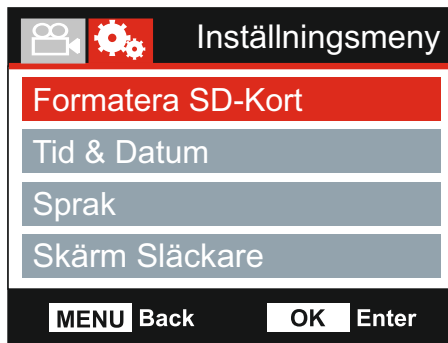 Inställningsmeny
Formatera SD-Kort
Tid & Datum
Sprak
Skärm Släckare
MENU Back OK Enter